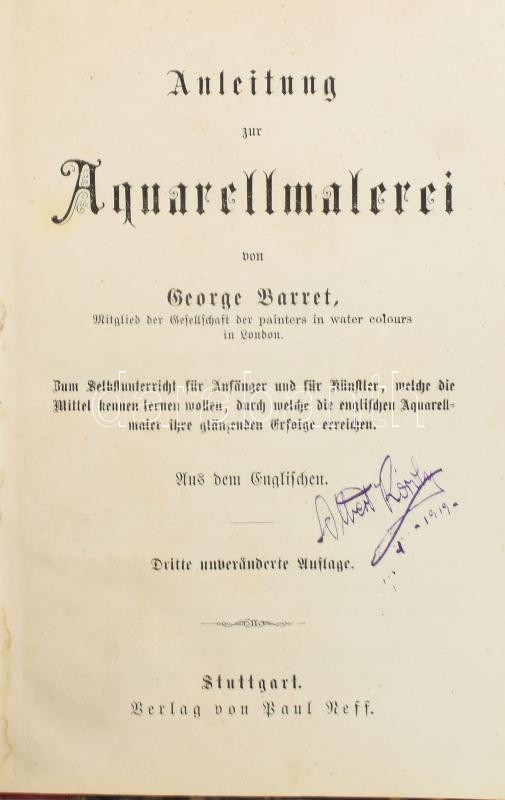 Anleitung
zur
Aquarellmalerei
von
George Barret,
Mitglied der Gesellschaft der painters in water colours
in London.
Zum Selbstunterricht für Anfänger und für Künstler, welche die
Mittel kennen lernen wollen, durch welche die englischen Aquarell-
maler ihre glänzenden Erfolge erreichen.
Aus dem Englischen.
Albert
-1919-
Dritte unveränderte Auflage.
Stuttgart.
Verlag von Paul Neff.